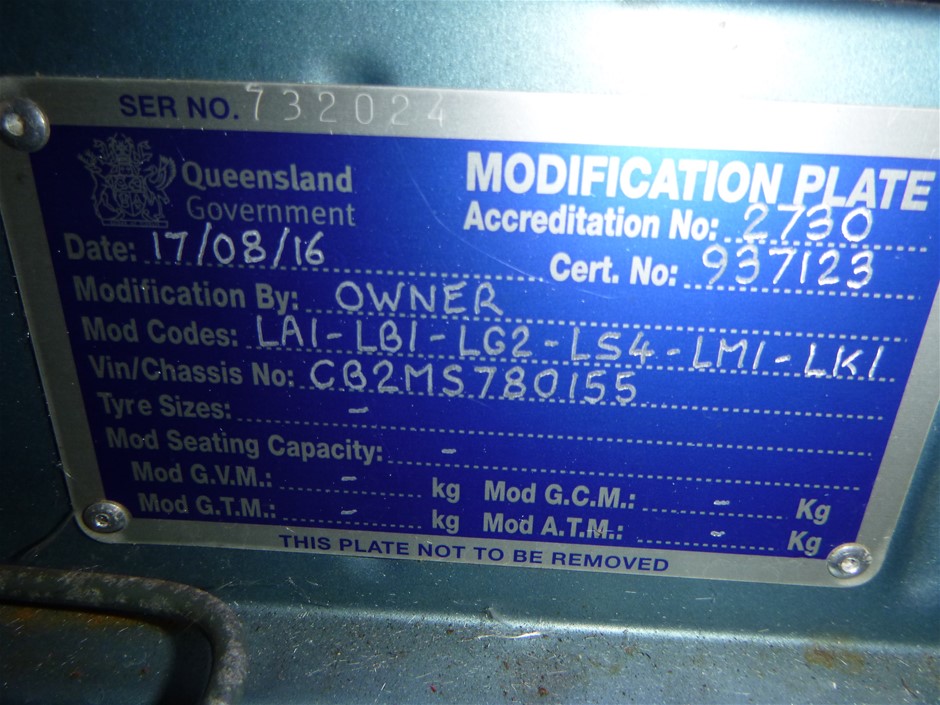 SER NO. 732024
Queensland
Government
MODIFICATION PLATE
Accreditation No: 2730
Date: 17/08/16
Cert. No: 937123
Modification By: OWNER
Mod Codes: LA1-LB1-LG2-LS4-LM1-LK1
Vin/Chassis No: CB2MS780155
Tyre Sizes: -
Mod Seating Capacity: -
Mod G.V.M.: - kg Mod G.C.M.: - Kg
Mod G.T.M.: - kg Mod A.T.M.: - Kg
THIS PLATE NOT TO BE REMOVED